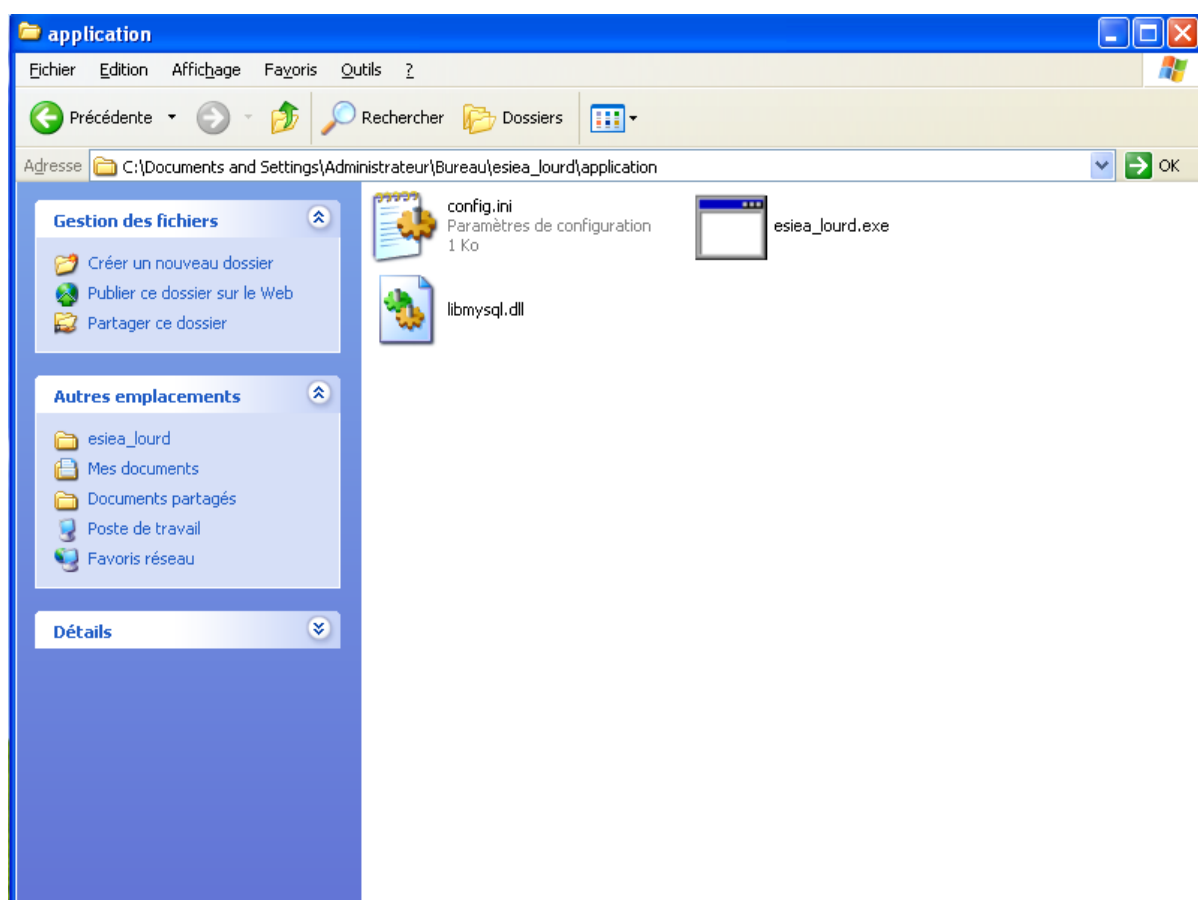 application
Fichier Edition Affichage Favoris Outils ?
Précédente Rechercher Dossiers
Adresse C:\Documents and Settings\Administrateur\Bureau\esiea_lourd\application OK
Gestion des fichiers
Créer un nouveau dossier
Publier ce dossier sur le Web
Partager ce dossier
Autres emplacements
esiea_lourd
Mes documents
Documents partagés
Poste de travail
Favoris réseau
Détails
config.ini
Paramètres de configuration
1 Ko
esiea_lourd.exe
libmysql.dll